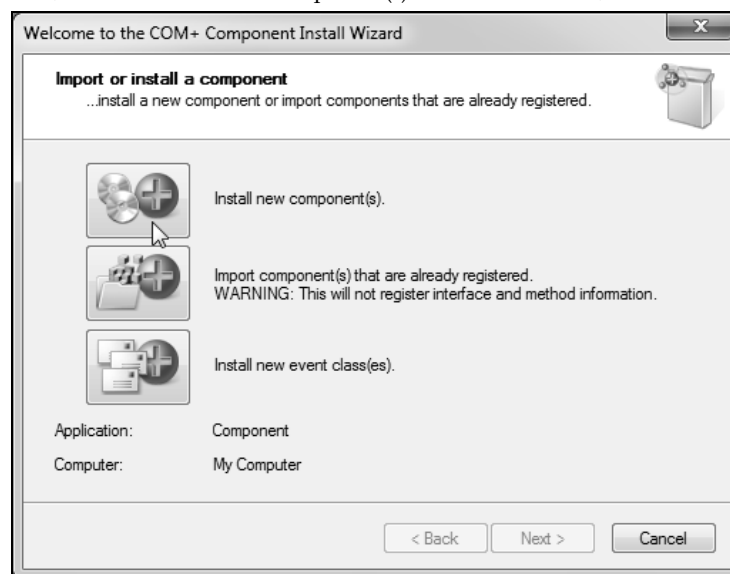 Welcome to the COM+ Component Install Wizard
Import or install a component
...install a new component or import components that are already registered.
Install new component(s).
Import component(s) that are already registered.
WARNING: This will not register interface and method information.
Install new event class(es).
Application: Component
Computer: My Computer
< Back Next > Cancel